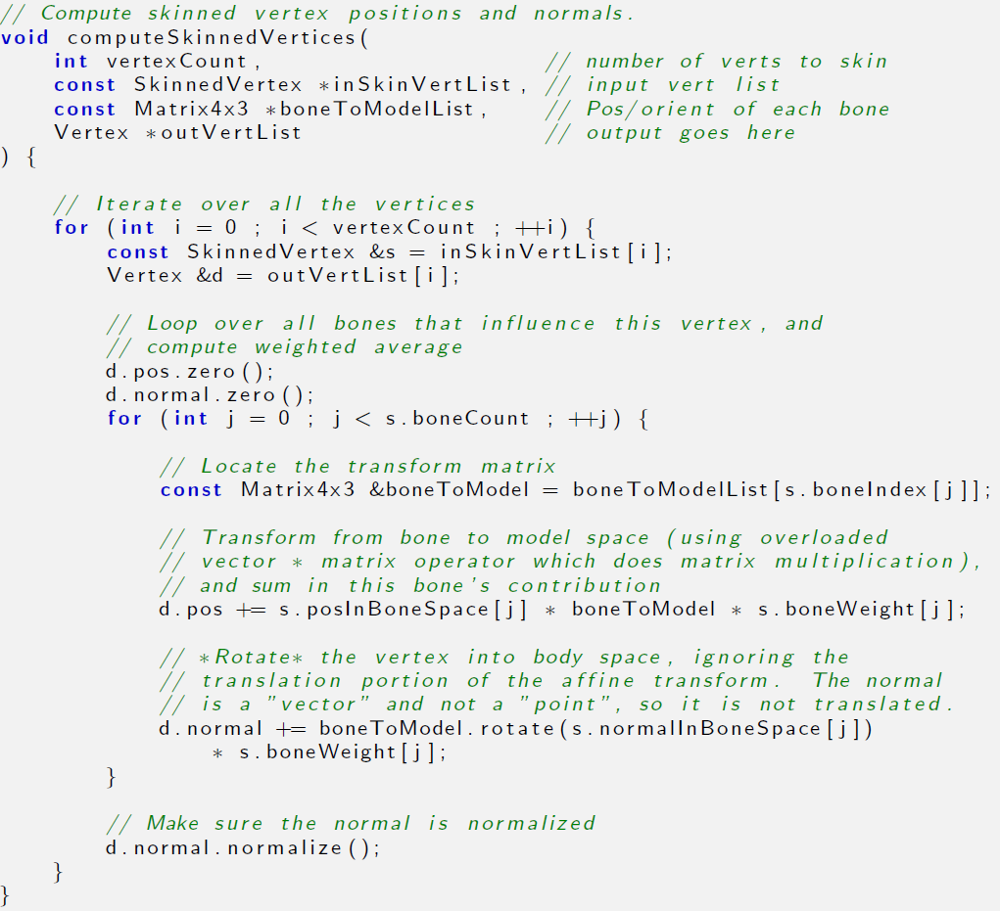 // Compute skinned vertex positions and normals.
void computeSkinnedVertices(
    int vertexCount,                     // number of verts to skin
    const SkinnedVertex *inSkinVertList, // input vert list
    const Matrix4x3 *boneToModelList,    // Pos/orient of each bone
    Vertex *outVertList                  // output goes here
) {

    // Iterate over all the vertices
    for (int i = 0 ; i < vertexCount ; ++i) {
        const SkinnedVertex &s = inSkinVertList[i];
        Vertex &d = outVertList[i];

        // Loop over all bones that influence this vertex, and
        // compute weighted average
        d.pos.zero();
        d.normal.zero();
        for (int j = 0 ; j < s.boneCount ; ++j) {

            // Locate the transform matrix
            const Matrix4x3 &boneToModel = boneToModelList[s.boneIndex[j]];

            // Transform from bone to model space (using overloaded
            // vector * matrix operator which does matrix multiplication),
            // and sum in this bone's contribution
            d.pos += s.posInBoneSpace[j] * boneToModel * s.boneWeight[j];

            // *Rotate* the vertex into body space, ignoring the
            // translation portion of the affine transform.  The normal
            // is a "vector" and not a "point", so it is not translated.
            d.normal += boneToModel.rotate(s.normalInBoneSpace[j])
                * s.boneWeight[j];
        }

        // Make sure the normal is normalized
        d.normal.normalize();
    }
}